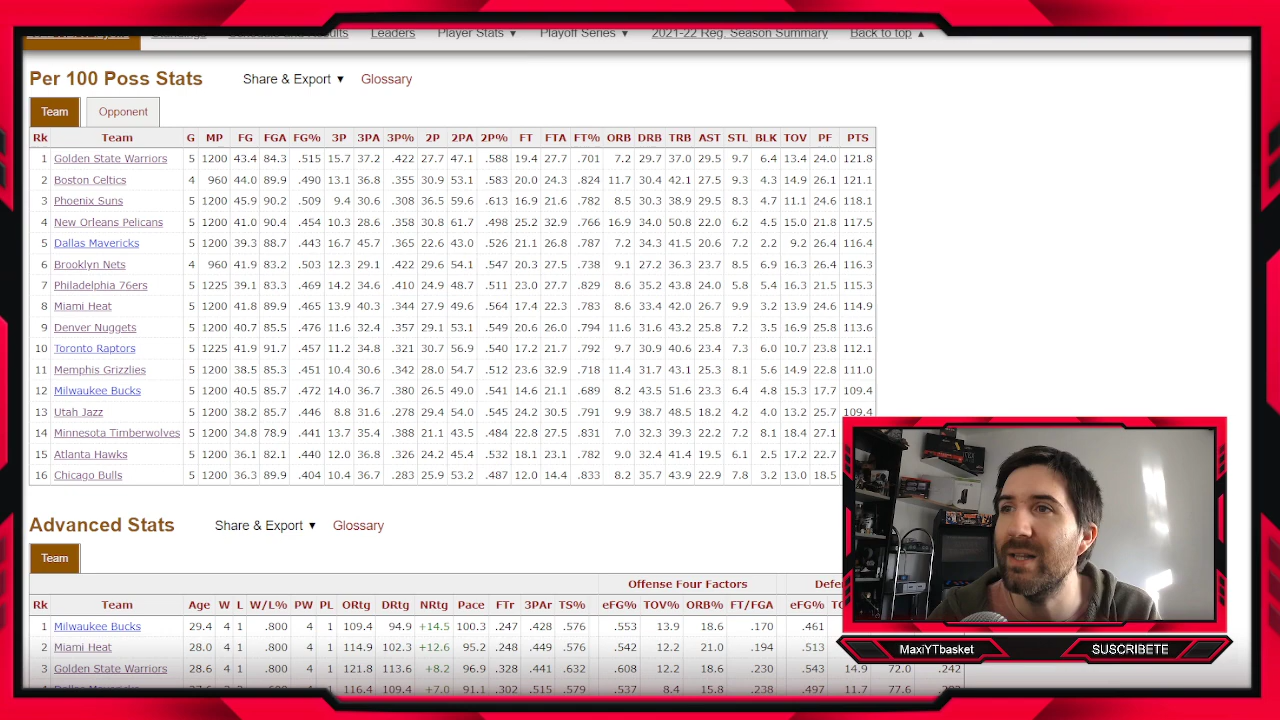 Leaders Player Stats ▼ Playoff Series ▼ 2021-22 Reg. Season Summary Back to top ▲
Per 100 Poss Stats Share & Export ▼ Glossary
Team Opponent
Rk Team G MP FG FGA FG% 3P 3PA 3P% 2P 2PA 2P% FT FTA FT% ORB DRB TRB AST STL BLK TOV PF PTS
1 Golden State Warriors 5 1200 43.4 84.3 .515 15.7 37.2 .422 27.7 47.1 .588 19.4 27.7 .701 7.2 29.7 37.0 29.5 9.7 6.4 13.4 24.0 121.8
2 Boston Celtics 4 960 44.0 89.9 .490 13.1 36.8 .355 30.9 53.1 .583 20.0 24.3 .824 11.7 30.4 42.1 27.5 9.3 4.3 14.9 26.1 121.1
3 Phoenix Suns 5 1200 45.9 90.2 .509 9.4 30.6 .308 36.5 59.6 .613 16.9 21.6 .782 8.5 30.3 38.9 29.5 8.3 4.7 11.1 24.6 118.1
4 New Orleans Pelicans 5 1200 41.0 90.4 .454 10.3 28.6 .358 30.8 61.7 .498 25.2 32.9 .766 16.9 34.0 50.8 22.0 6.2 4.5 15.0 21.8 117.5
5 Dallas Mavericks 5 1200 39.3 88.7 .443 16.7 45.7 .365 22.6 43.0 .526 21.1 26.8 .787 7.2 34.3 41.5 20.6 7.2 2.2 9.2 26.4 116.4
6 Brooklyn Nets 4 960 41.9 83.2 .503 12.3 29.1 .422 29.6 54.1 .547 20.3 27.5 .738 9.1 27.2 36.3 23.7 8.5 6.9 16.3 26.4 116.3
7 Philadelphia 76ers 5 1225 39.1 83.3 .469 14.2 34.6 .410 24.9 48.7 .511 23.0 27.7 .829 8.6 35.2 43.8 24.0 5.8 5.4 16.3 21.5 115.3
8 Miami Heat 5 1200 41.8 89.9 .465 13.9 40.3 .344 27.9 49.6 .564 17.4 22.3 .783 8.6 33.4 42.0 26.7 9.9 3.2 13.9 24.6 114.9
9 Denver Nuggets 5 1200 40.7 85.5 .476 11.6 32.4 .357 29.1 53.1 .549 20.6 26.0 .794 11.6 31.6 43.2 25.8 7.2 3.5 16.9 25.8 113.6
10 Toronto Raptors 5 1225 41.9 91.7 .457 11.2 34.8 .321 30.7 56.9 .540 17.2 21.7 .792 9.7 30.9 40.6 23.4 7.3 6.0 10.7 23.8 112.1
11 Memphis Grizzlies 5 1200 38.5 85.3 .451 10.4 30.6 .342 28.0 54.7 .512 23.6 32.9 .718 11.4 31.7 43.1 25.3 8.1 5.6 14.9 22.8 111.0
12 Milwaukee Bucks 5 1200 40.5 85.7 .472 14.0 36.7 .380 26.5 49.0 .541 14.6 21.1 .689 8.2 43.5 51.6 23.3 6.4 4.8 15.3 17.7 109.4
13 Utah Jazz 5 1200 38.2 85.7 .446 8.8 31.6 .278 29.4 54.0 .545 24.2 30.5 .791 9.9 38.7 48.5 18.2 4.2 4.0 13.2 25.7 109.4
14 Minnesota Timberwolves 5 1200 34.8 78.9 .441 13.7 35.4 .388 21.1 43.5 .484 22.8 27.5 .831 7.0 32.3 39.3 22.2 7.2 8.1 18.4 27.1
15 Atlanta Hawks 5 1200 36.2 82.1 .440 12.0 36.8 .326 24.2 45.4 .532 18.1 23.1 .782 9.0 32.4 41.4 19.5 6.1 2.5 17.2 22.7
16 Chicago Bulls 5 1200 36.3 89.9 .404 10.4 36.7 .283 25.9 53.2 .487 12.0 14.4 .833 8.2 35.7 43.9 22.9 7.8 3.2 13.0 18.5
Advanced Stats Share & Export ▼ Glossary
Team
Offense Four Factors Defe
Rk Team Age W L W/L% PW PL ORtg DRtg NRtg Pace FTr 3PAr TS% eFG% TOV% ORB% FT/FGA eFG% TO
1 Milwaukee Bucks 29.4 4 1 .800 4 1 109.4 94.9 +14.5 100.3 .247 .428 .576 .553 13.9 18.6 .170 .461
2 Miami Heat 28.0 4 1 .800 4 1 114.9 102.3 +12.6 95.2 .248 .449 .576 .542 12.2 21.0 .194 .513
3 Golden State Warriors 28.6 4 1 .800 4 1 121.8 +8.2 .328 .441 .632 .608 12.2 18.6 .230 .543 14.9 72.0 .242
116.4 109.4 +7.0 91.1 .302 .515 .579 .537 8.4 15.8 .238 .497 11.7 77.6
MaxiYTbasket SUSCRIBETE